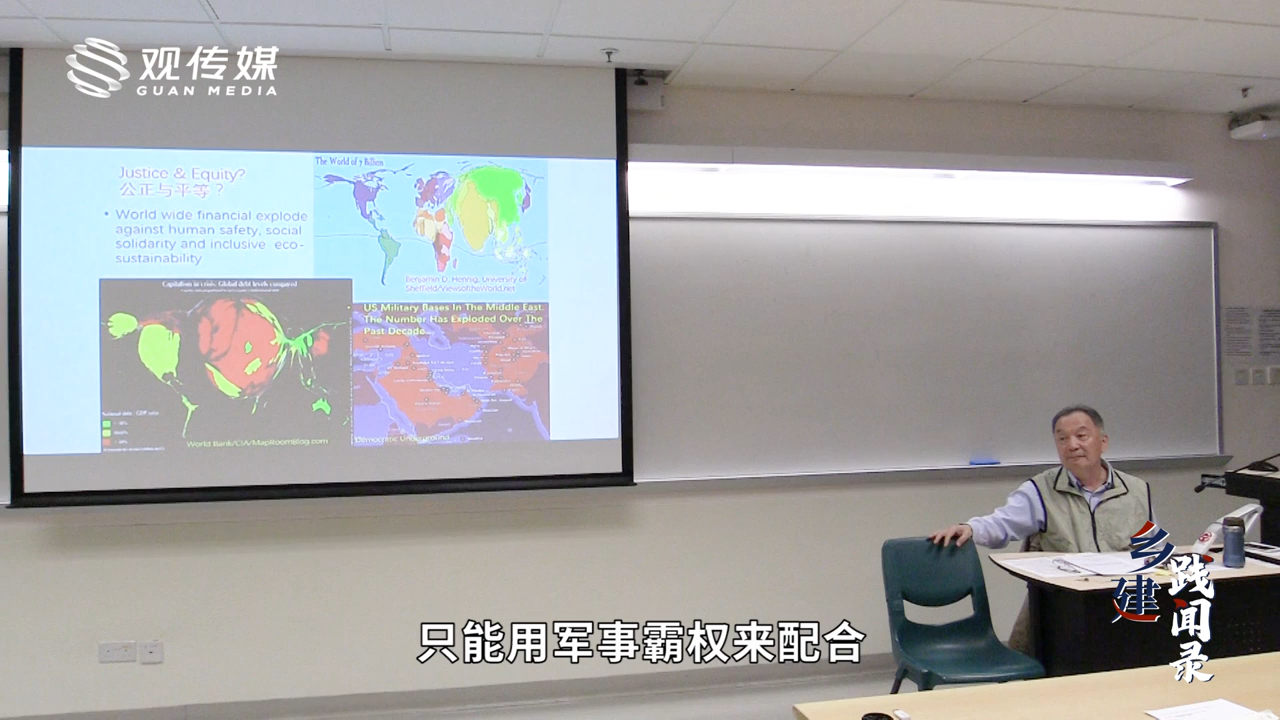 观传媒
GUAN MEDIA
Justice & Equity?
公正与平等？
• World wide financial explode
against human safety, social
solidarity and inclusive eco-
sustainability
The World of 7 Billion
Benjamin D. Hennig, University of
Sheffield/ViewsoftheWorld.net
Capitalism in crisis: Global debt levels compared
World Bank/CIA/MapRoomBlog.com
US Military Bases In The Middle East.
The Number Has Exploded Over The
Past Decade...
Democratic Underground
乡建
践闻录
只能用军事霸权来配合